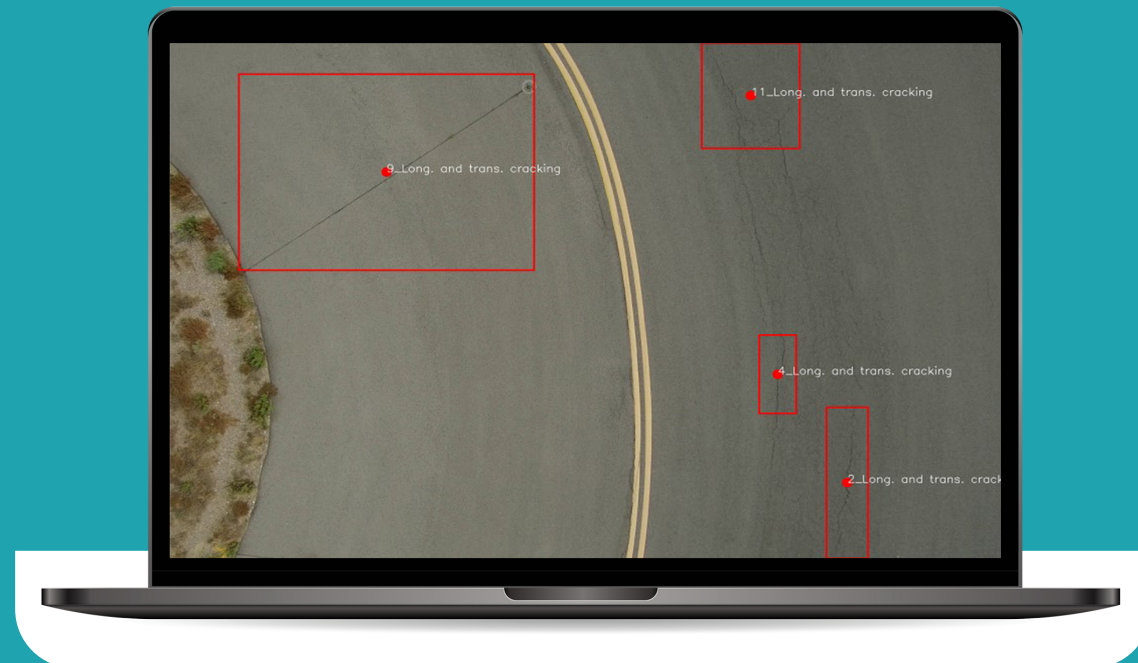 11_Long. and trans. cracking
9_Long. and trans. cracking
4_Long. and trans. cracking
2_Long. and trans. crack